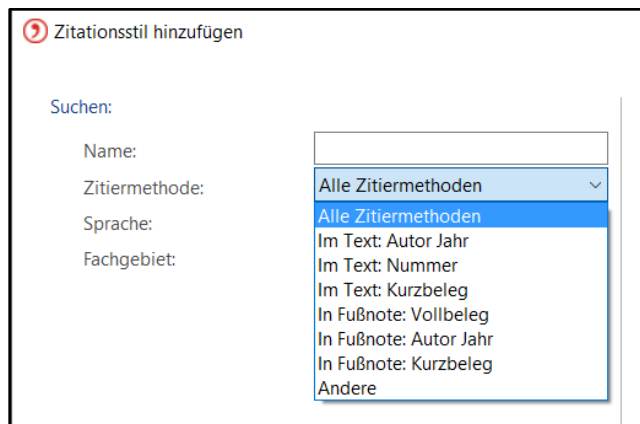 Zitationsstil hinzufügen
Suchen:
Name:
Zitiermethode: Alle Zitiermethoden
Sprache:
Fachgebiet:
Alle Zitiermethoden
Im Text: Autor Jahr
Im Text: Nummer
Im Text: Kurzbeleg
In Fußnote: Vollbeleg
In Fußnote: Autor Jahr
In Fußnote: Kurzbeleg
Andere